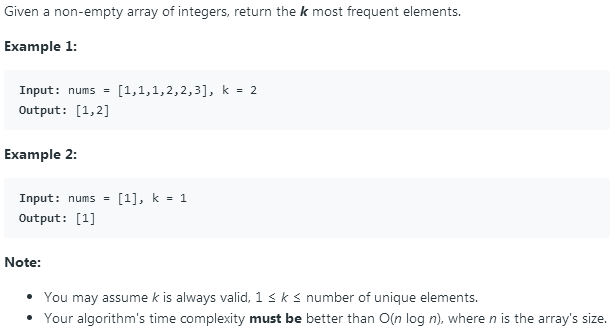 Given a non-empty array of integers, return the k most frequent elements.
Example 1:
Input: nums = [1,1,1,2,2,3], k = 2
Output: [1,2]
Example 2:
Input: nums = [1], k = 1
Output: [1]
Note:
• You may assume k is always valid, 1 ≤ k ≤ number of unique elements.
• Your algorithm's time complexity must be better than O(n log n), where n is the array's size.